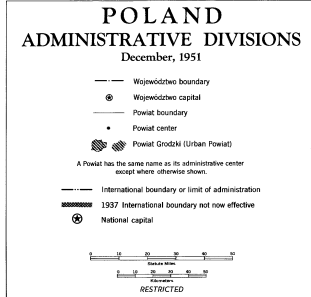 POLAND
ADMINISTRATIVE DIVISIONS
December, 1951
Województwo boundary
Województwo capital
Powiat boundary
Powiat center
Powiat Grodzki (Urban Powiat)
A Powiat has the same name as its administrative center
except where otherwise shown.
International boundary or limit of administration
1937 International boundary not now effective
National capital
0 10 20 30 40 50
Statute Miles
0 10 20 30 40 50
Kilometers
RESTRICTED